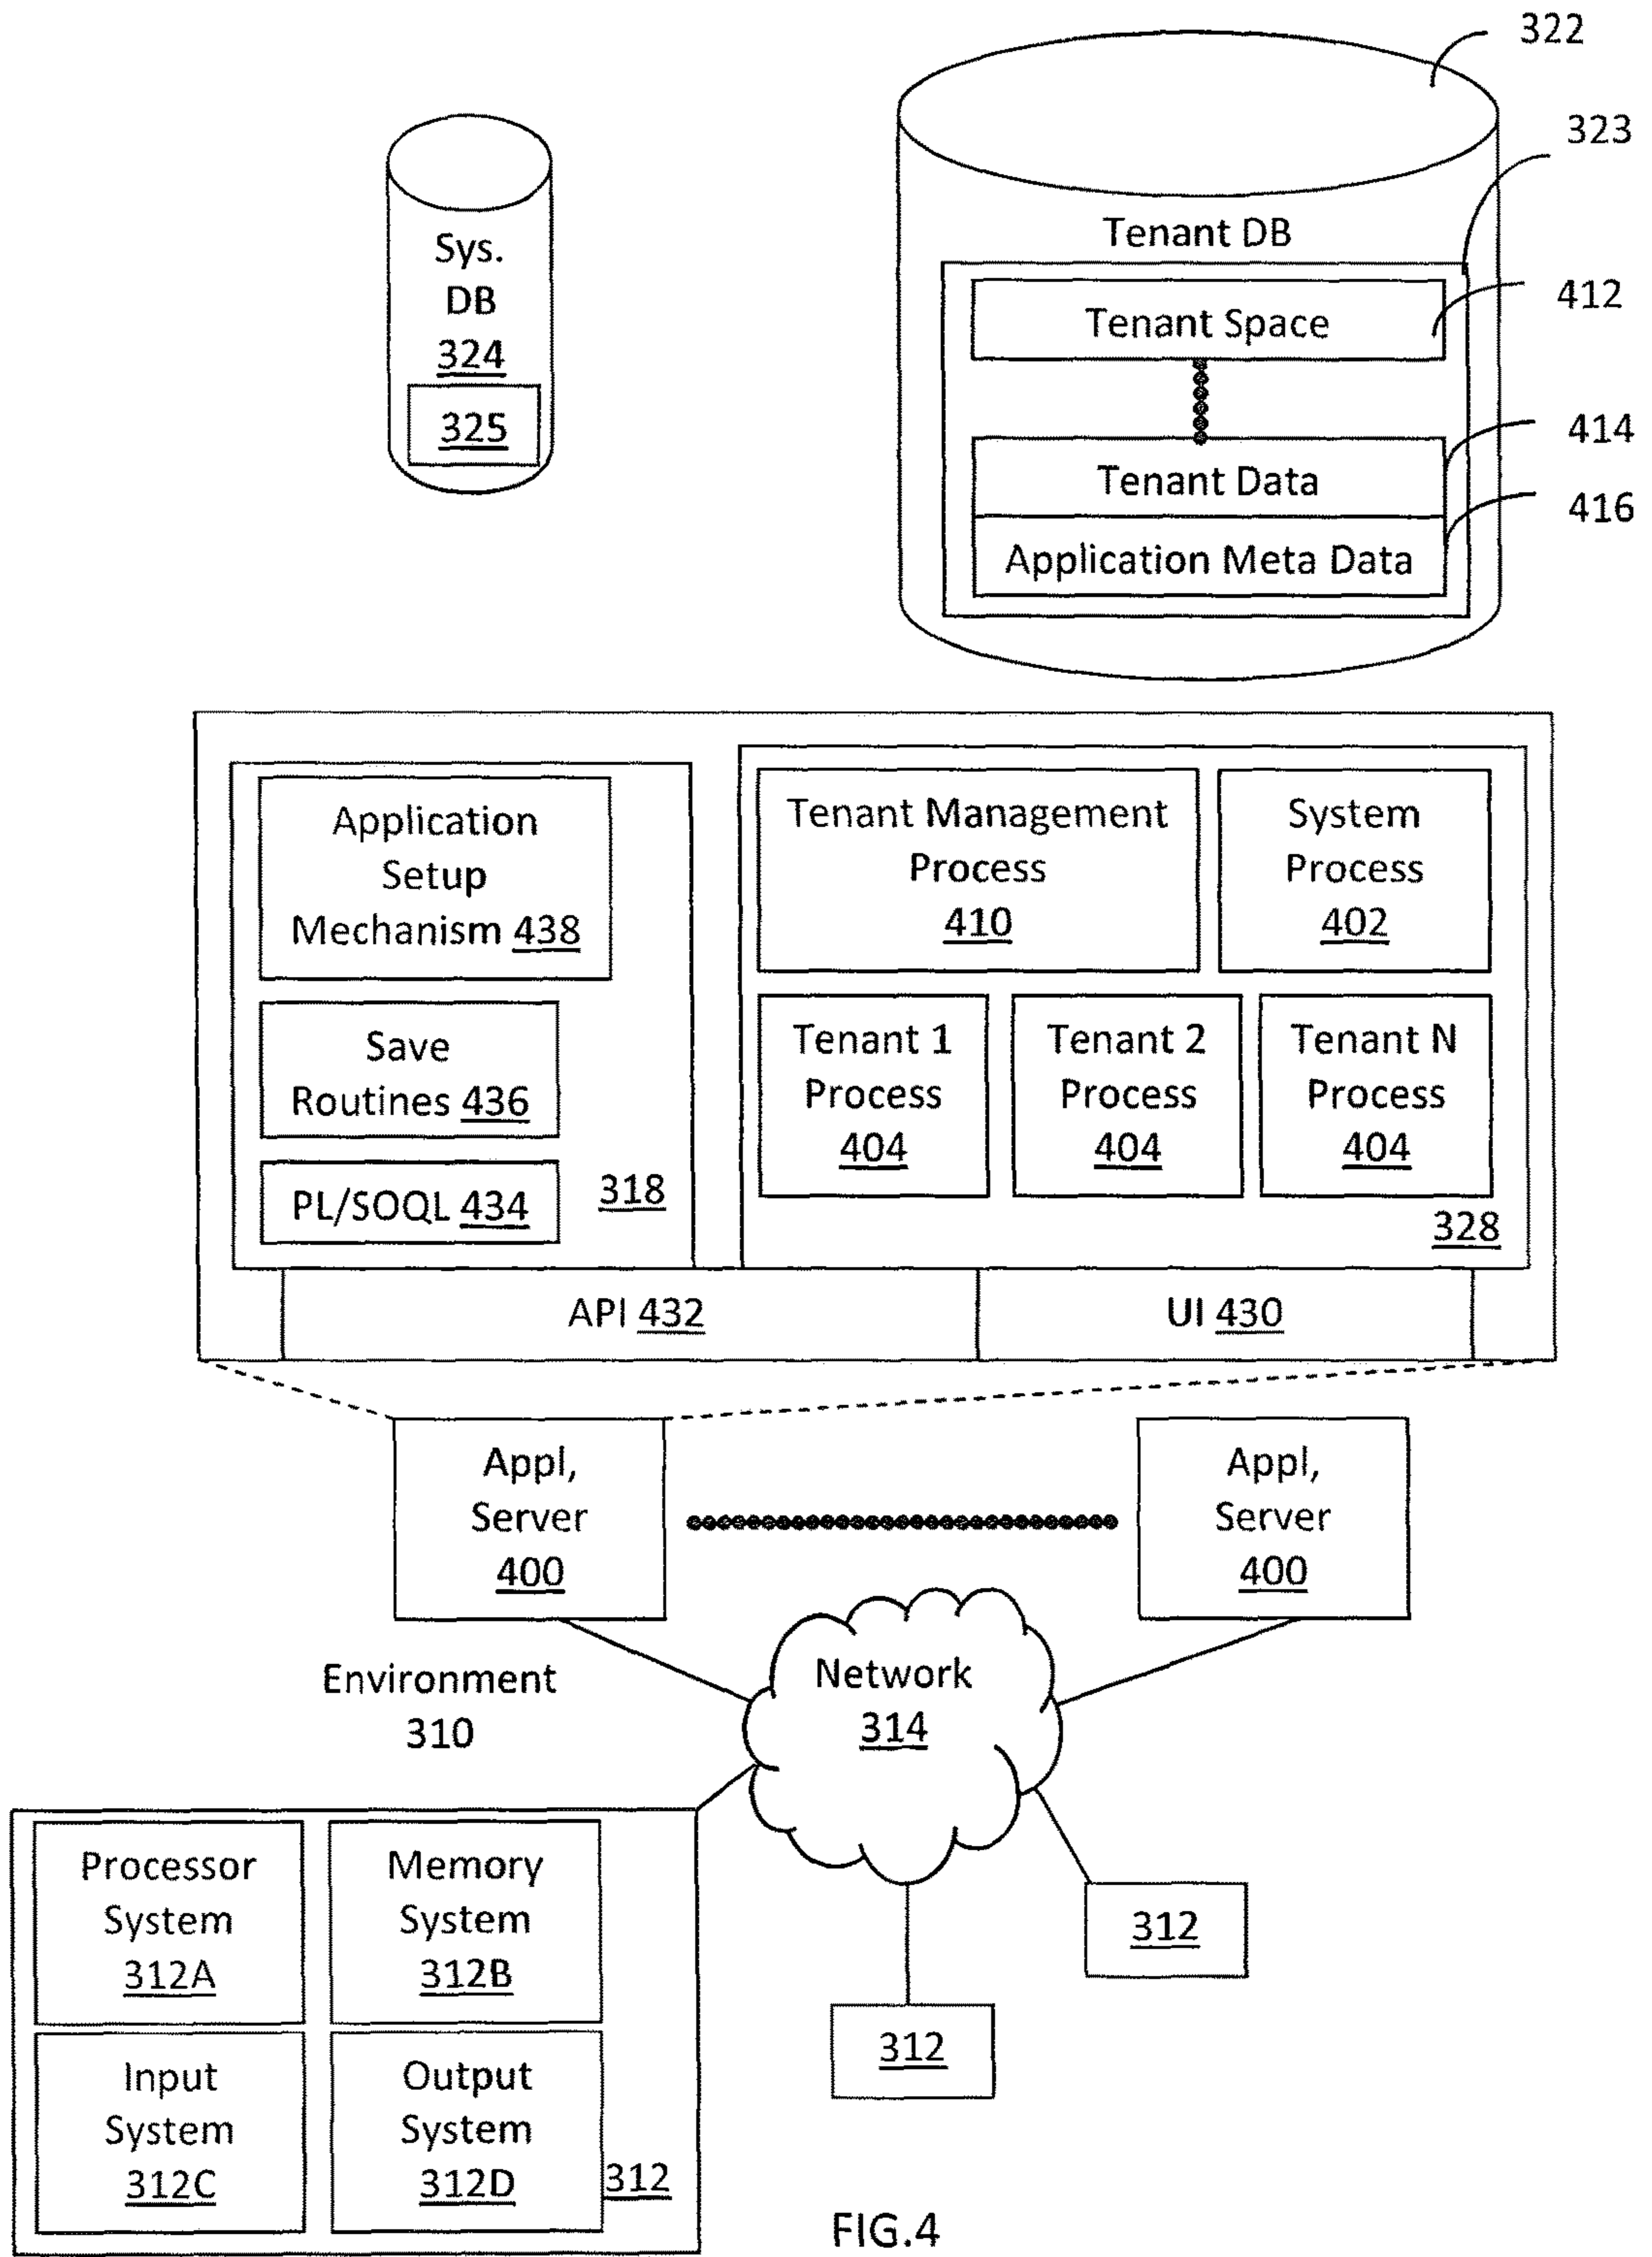 322
323
Tenant DB
Sys.
DB
324
325
Tenant Space
412
Tenant Data
414
Application Meta Data
416
Application
Setup
Mechanism 438
Save
Routines 436
PL/SOQL 434
318
Tenant Management
Process
410
System
Process
402
Tenant 1
Process
404
Tenant 2
Process
404
Tenant N
Process
404
328
API 432
UI 430
Appl,
Server
400
Appl,
Server
400
Environment
310
Network
314
Processor
System
312A
Memory
System
312B
Input
System
312C
Output
System
312D
312
312
312
FIG.4